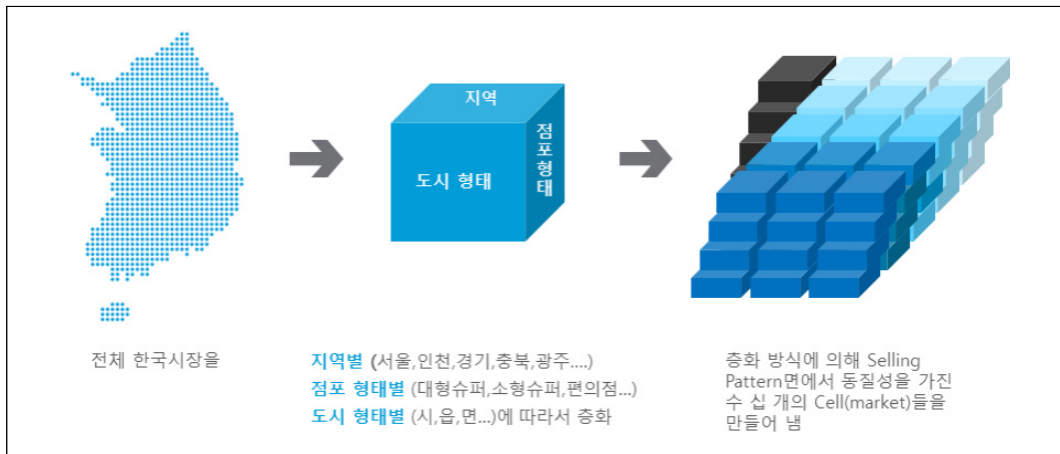 지역
도시 형태
점포형태
전체 한국시장을
지역별 (서울,인천,경기,충북,광주....)
점포 형태별 (대형슈퍼,소형슈퍼,편의점...)
도시 형태별 (시,읍,면...)에 따라서 층화
층화 방식에 의해 Selling
Pattern면에서 동질성을 가진
수 십 개의 Cell(market)들을
만들어 냄